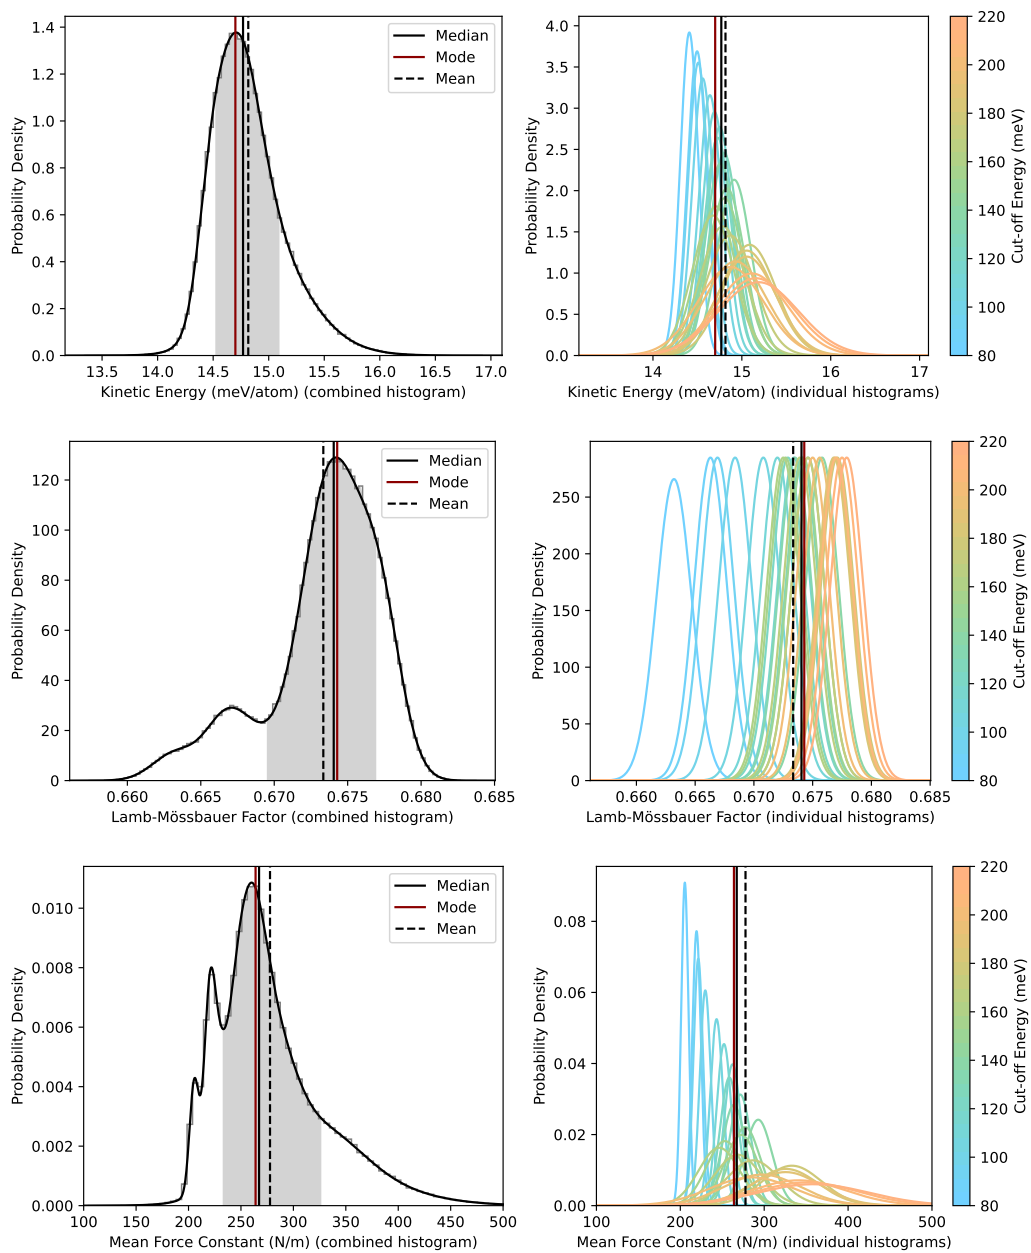 Median
Mode
Mean
Probability Density
0.0
0.2
0.4
0.6
0.8
1.0
1.2
1.4
13.5 14.0 14.5 15.0 15.5 16.0 16.5 17.0
Kinetic Energy (meV/atom) (combined histogram)
Probability Density
0.0
0.5
1.0
1.5
2.0
2.5
3.0
3.5
4.0
14 15 16 17
Kinetic Energy (meV/atom) (individual histograms)
80
100
120
140
160
180
200
220
Cut-off Energy (meV)
Median
Mode
Mean
Probability Density
0
20
40
60
80
100
120
0.660 0.665 0.670 0.675 0.680 0.685
Lamb-Mössbauer Factor (combined histogram)
Probability Density
0
50
100
150
200
250
0.660 0.665 0.670 0.675 0.680 0.685
Lamb-Mössbauer Factor (individual histograms)
80
100
120
140
160
180
200
220
Cut-off Energy (meV)
Median
Mode
Mean
Probability Density
0.000
0.002
0.004
0.006
0.008
0.010
100 150 200 250 300 350 400 450 500
Mean Force Constant (N/m) (combined histogram)
Probability Density
0.00
0.02
0.04
0.06
0.08
100 200 300 400 500
Mean Force Constant (N/m) (individual histograms)
80
100
120
140
160
180
200
220
Cut-off Energy (meV)